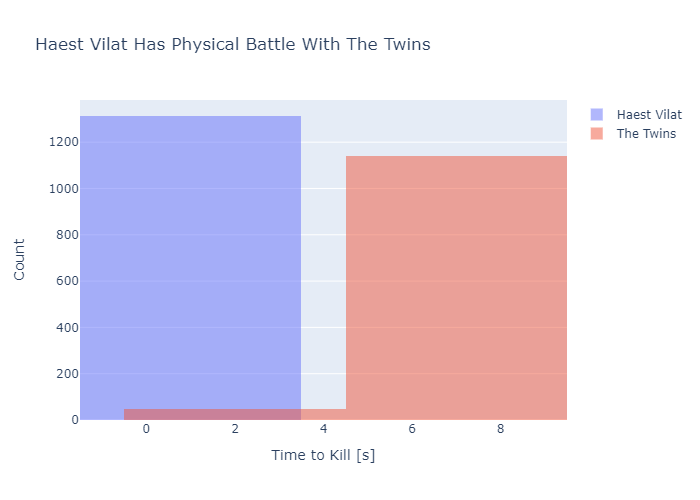 Haest Vilat Has Physical Battle With The Twins
Haest Vilat
The Twins
1200
1000
800
600
400
200
0
Count
0 2 4 6 8
Time to Kill [s]